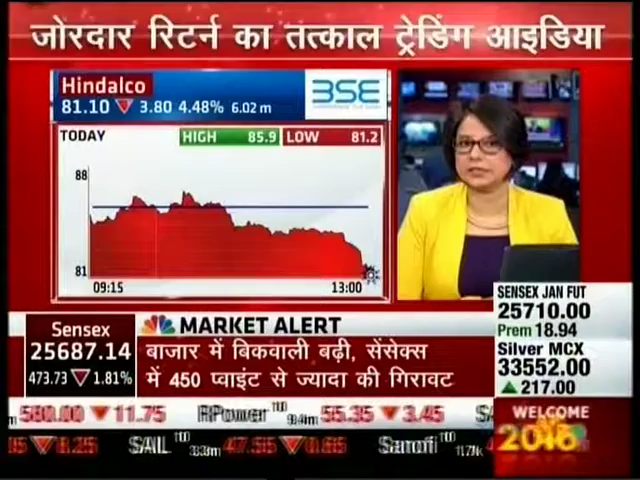 जोरदार रिटर्न का तत्काल ट्रेडिंग आइडिया
Hindalco
81.10 ▼ 3.80 4.48% 6.02 m
BSE
TODAY
HIGH 85.9 LOW 81.2
88
81
09:15 13:00
SENSEX JAN FUT
25710.00
Prem 18.94
Silver MCX
33552.00
▲ 217.00
Sensex
25687.14
473.73 ▼ 1.81%
MARKET ALERT
बाजार में बिकवाली बढ़ी, सेंसेक्स
में 450 प्वाइंट से ज्यादा की गिरावट
580.00 ▼ 11.75 RPower 55.35 ▼ 3.45
8.25 SAIL 47.55 ▼ 0.65 Sanofi
WELCOME
2016